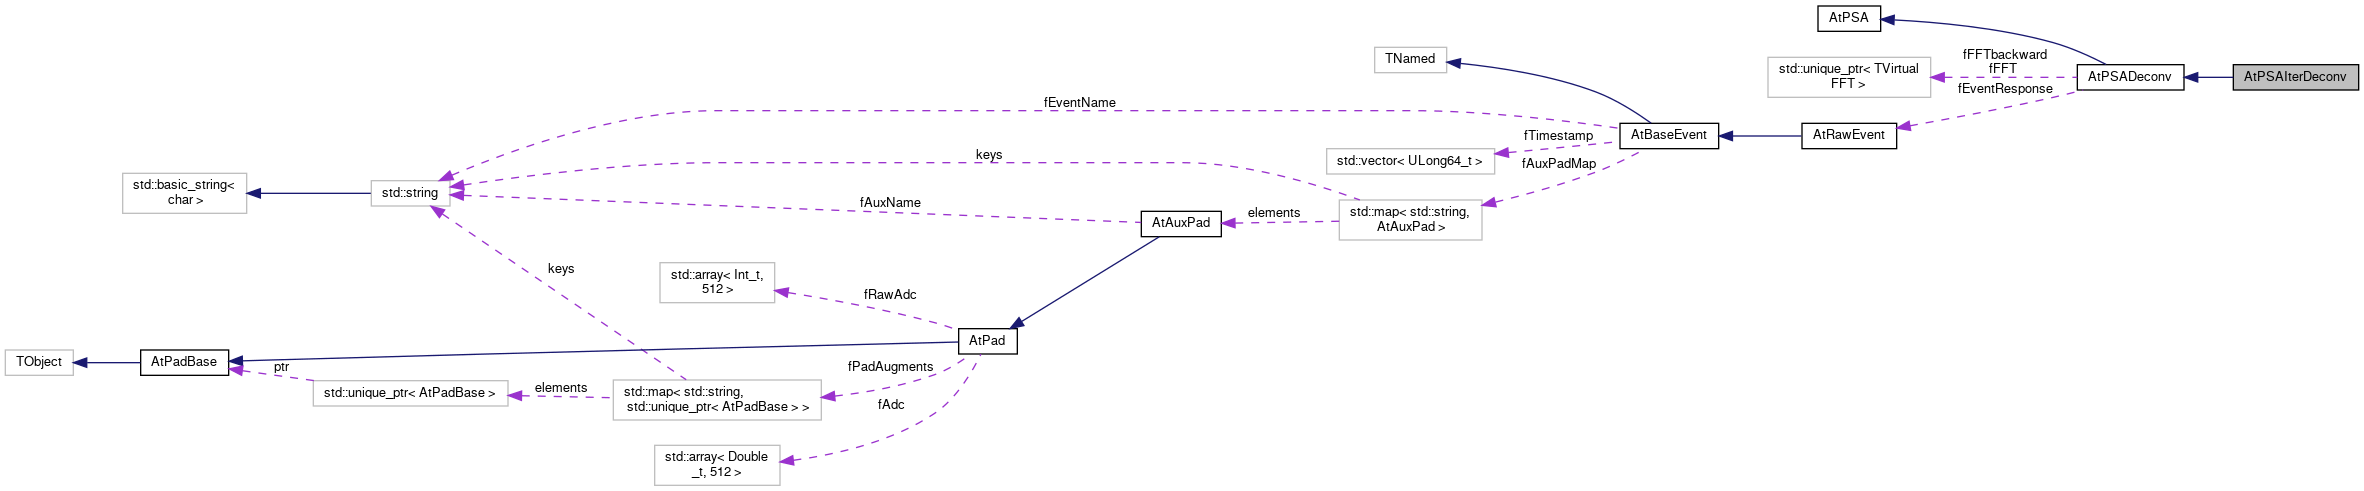 AtPSA
TNamed
fFFTbackward
fFFT
std::unique_ptr< TVirtual
FFT >
AtPSADeconv
AtPSAIterDeconv
fEventResponse
fEventName
AtBaseEvent
AtRawEvent
fTimestamp
std::vector< ULong64_t >
fAuxPadMap
keys
std::basic_string<
char >
std::string
fAuxName
AtAuxPad
elements
std::map< std::string,
AtAuxPad >
keys
std::array< Int_t,
512 >
fRawAdc
AtPad
TObject
AtPadBase
ptr
std::unique_ptr< AtPadBase >
elements
std::map< std::string,
std::unique_ptr< AtPadBase > >
fPadAugments
fAdc
std::array< Double
_t, 512 >